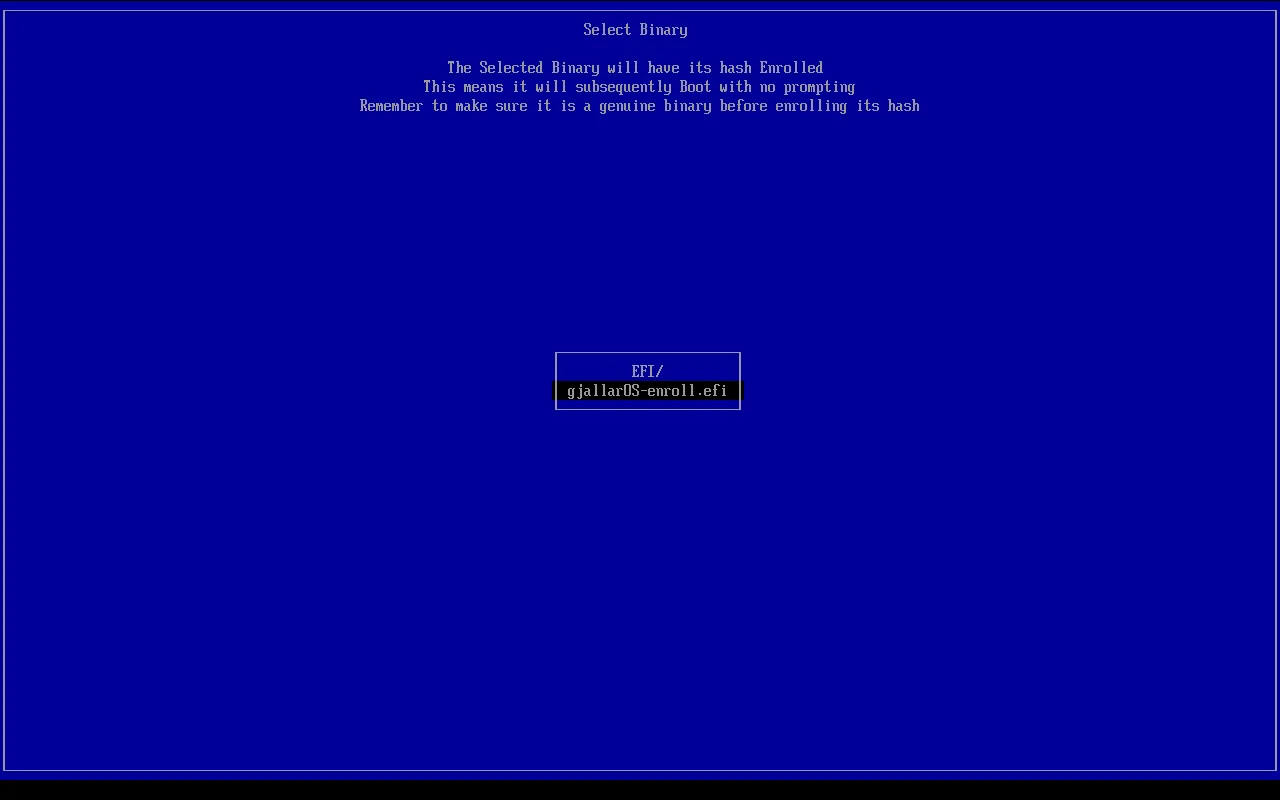 Select Binary
The Selected Binary will have its hash Enrolled
This means it will subsequently Boot with no prompting
Remember to make sure it is a genuine binary before enrolling its hash
EFI/
gjallarOS-enroll.efi